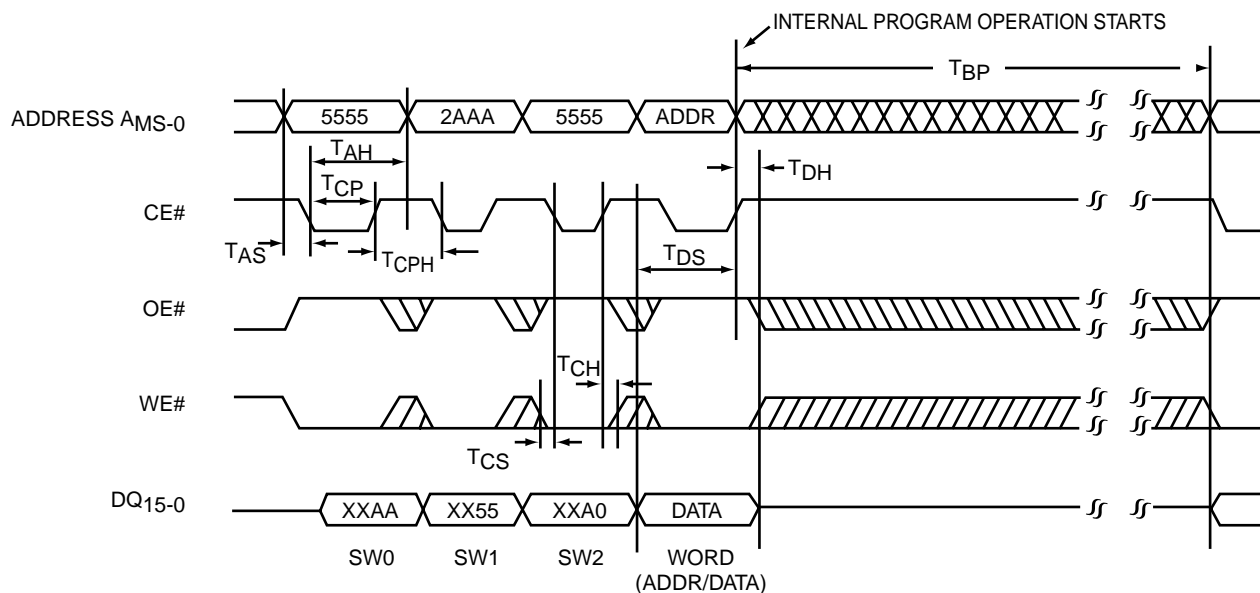 INTERNAL PROGRAM OPERATION STARTS
TBP
ADDRESS AMS-0
5555
2AAA
5555
ADDR
TAH
TDH
TCP
CE#
TAS
TCPH
TDS
OE#
TCH
WE#
TCS
DQ15-0
XXAA
XX55
XXA0
DATA
SW0
SW1
SW2
WORD
(ADDR/DATA)